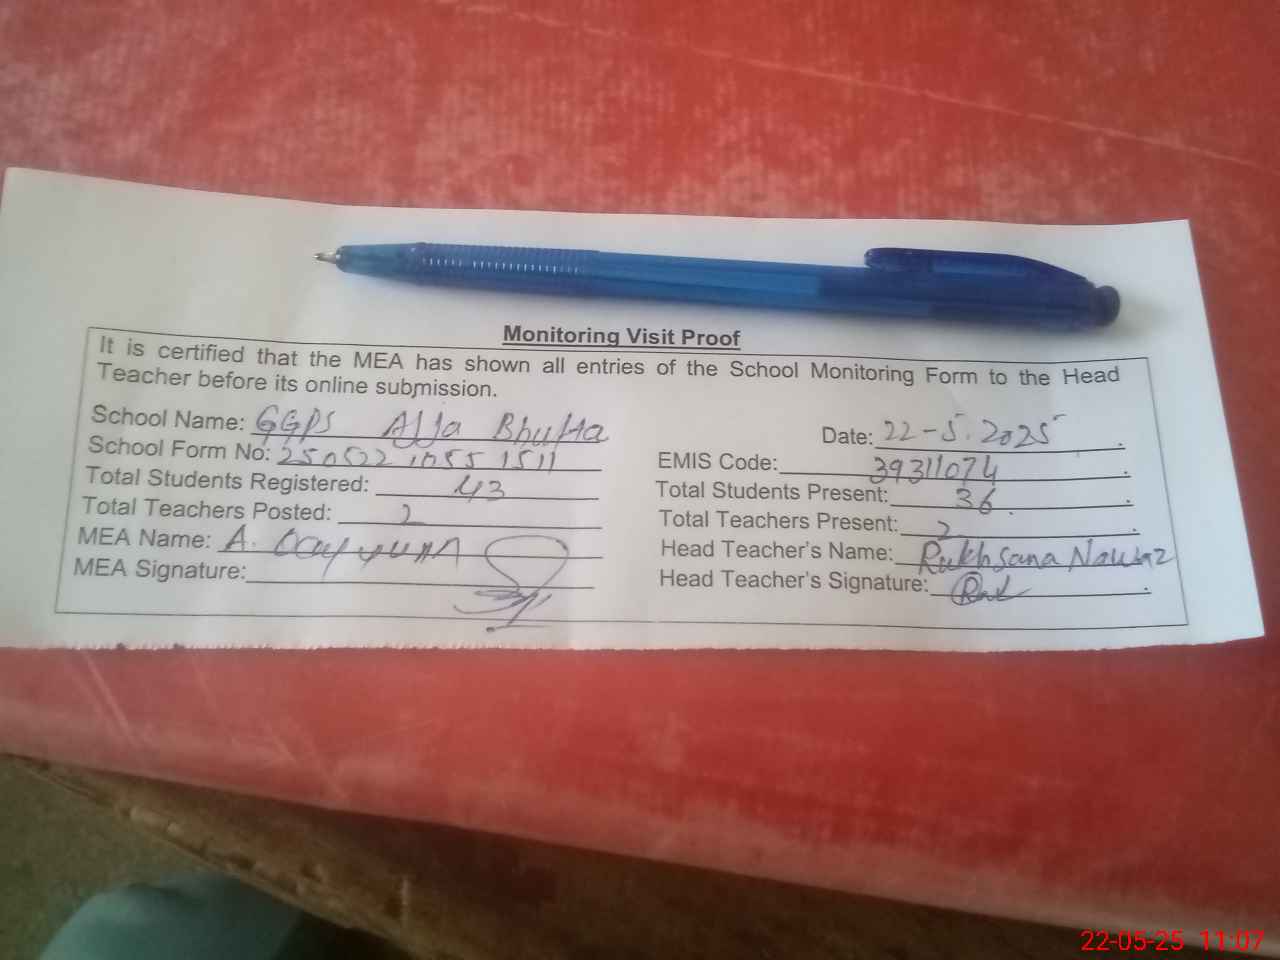 Monitoring Visit Proof
It is certified that the MEA has shown all entries of the School Monitoring Form to the Head
Teacher before its online submission.
School Name: GGPS Ajja Bhutta Date: 22-5.2025
School Form No: 250522 1055 1511 EMIS Code: 39311074
Total Students Registered: 43 Total Students Present: 36
Total Teachers Posted: 2 Total Teachers Present: 2
MEA Name: A. Head Teacher's Name: Rukhsana Nawaz
MEA Signature: Head Teacher's Signature:
22-05-25 11:07